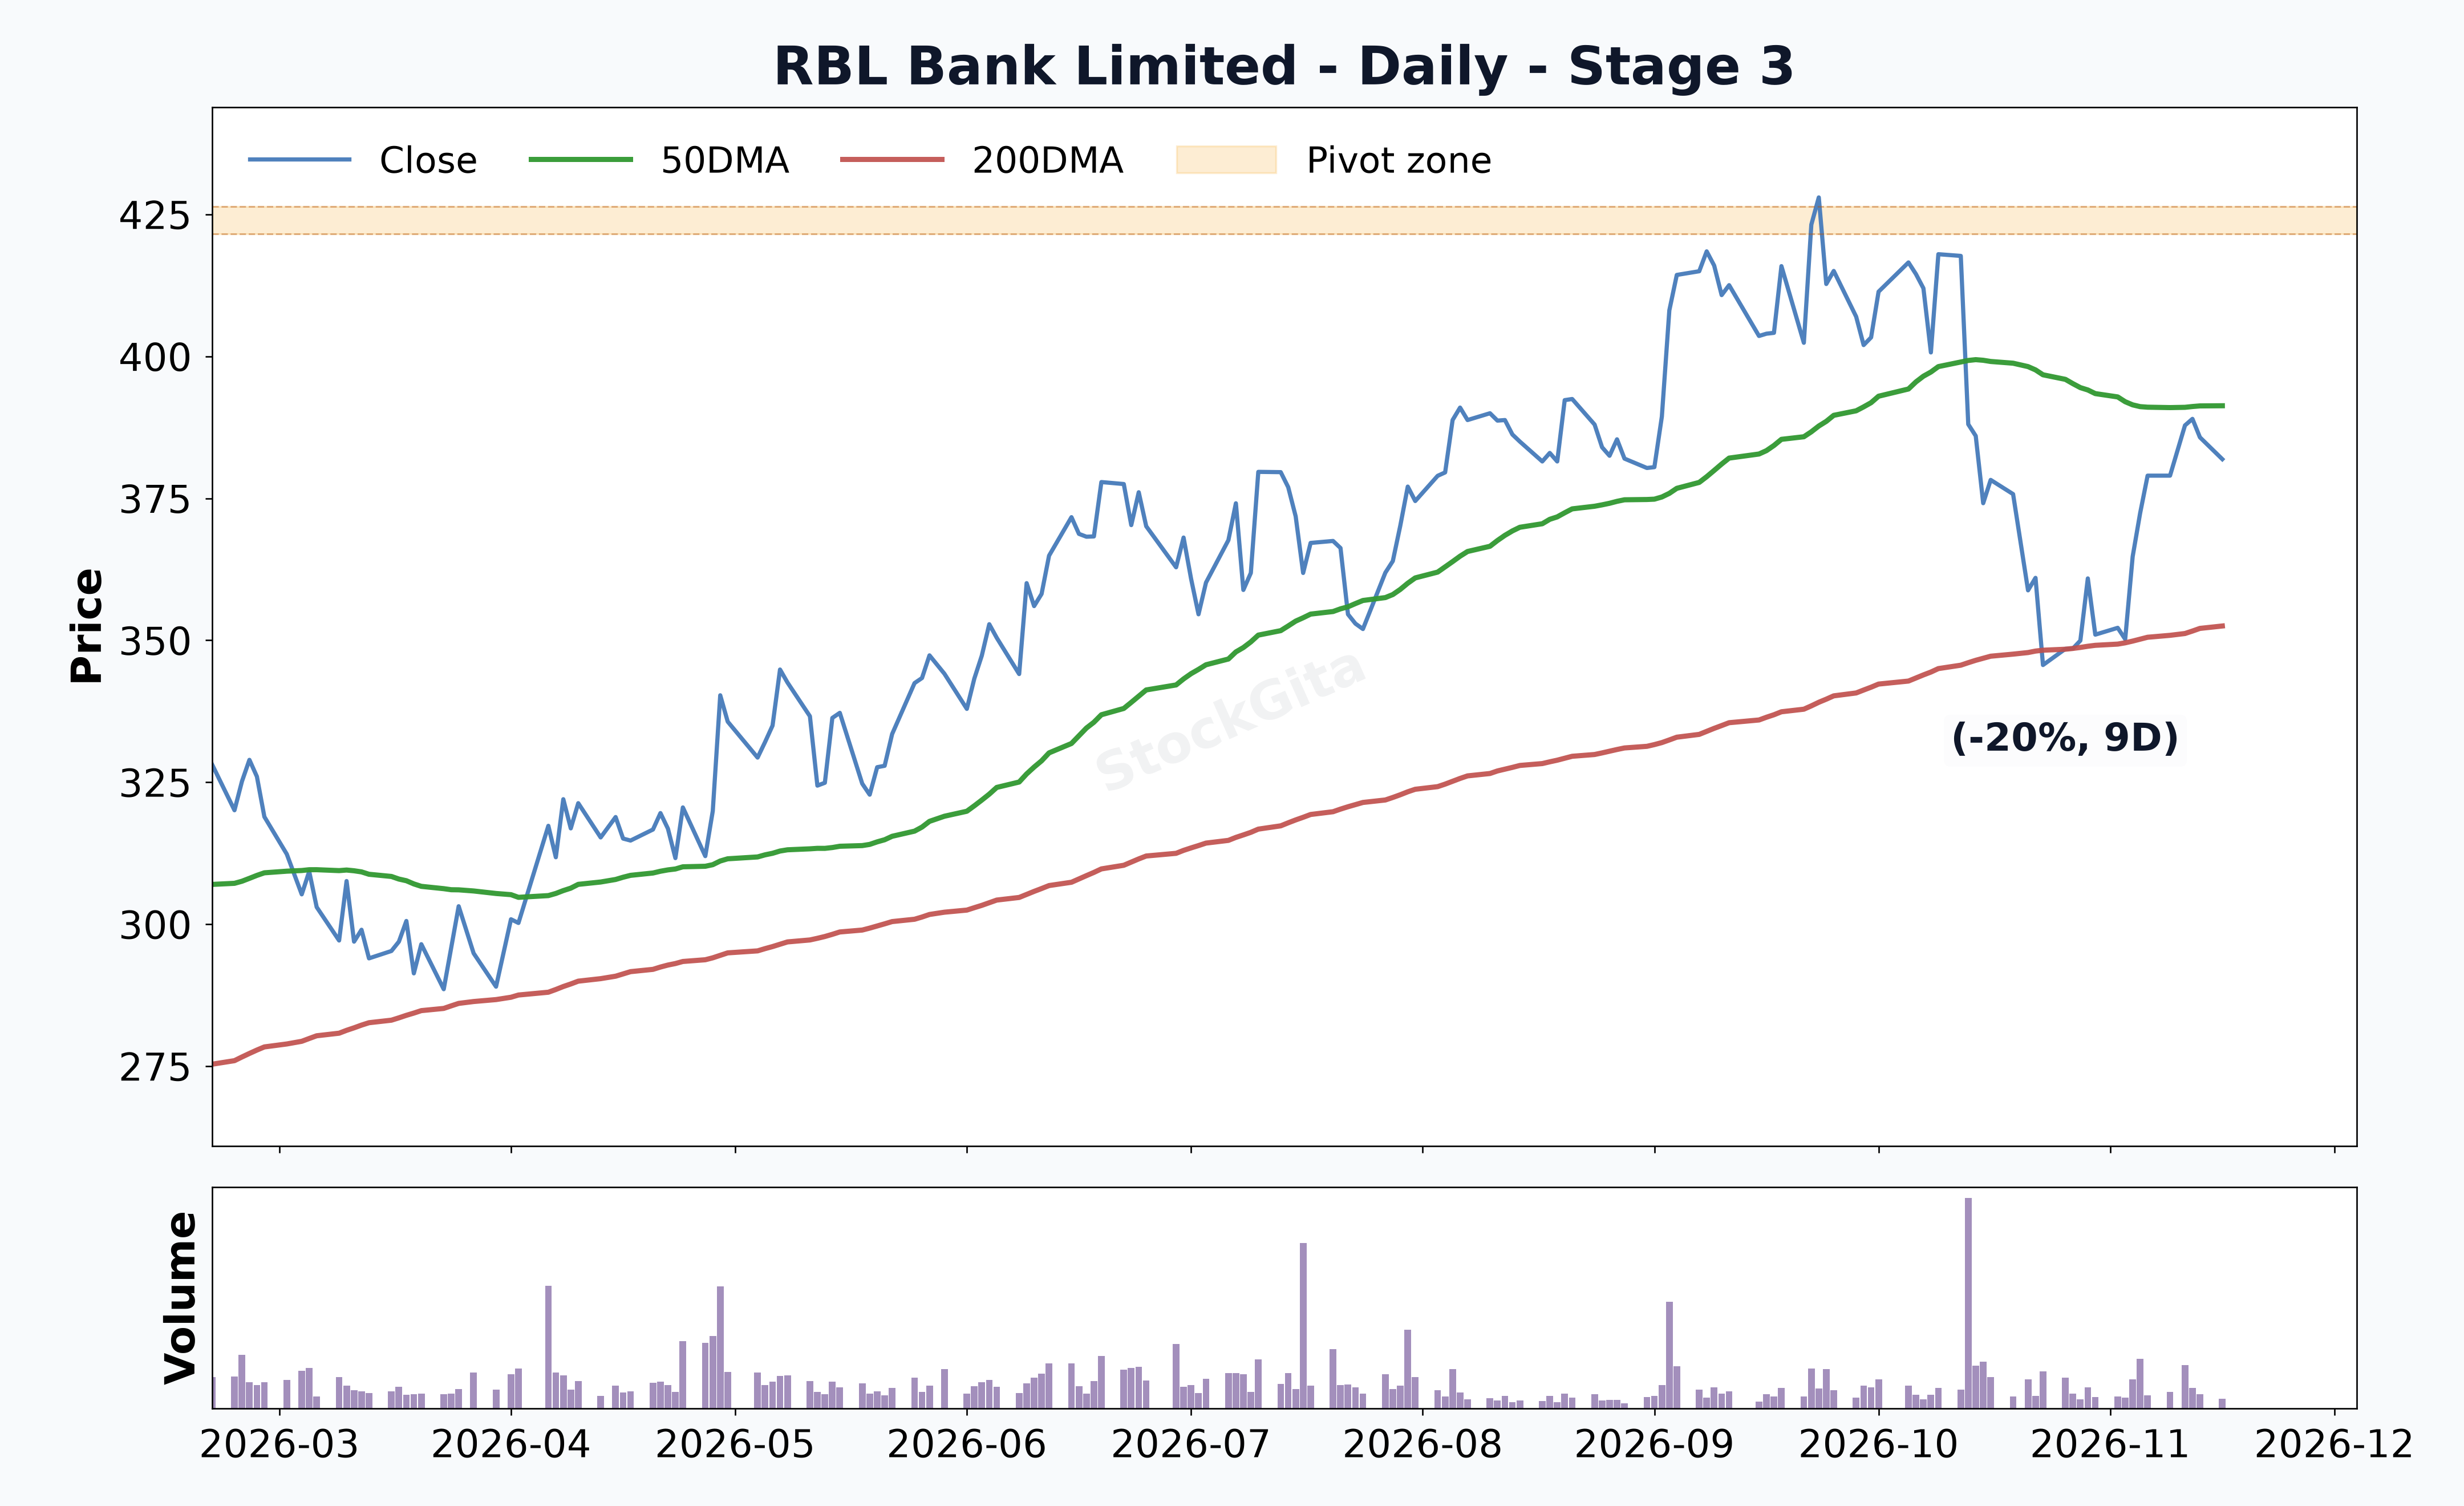 RBL Bank Limited - Daily - Stage 3
Close 50DMA 200DMA Pivot zone
425
400
375
350
325
300
275
Price
StockGita
(-20%, 9D)
Volume
2026-03 2026-04 2026-05 2026-06 2026-07 2026-08 2026-09 2026-10 2026-11 2026-12